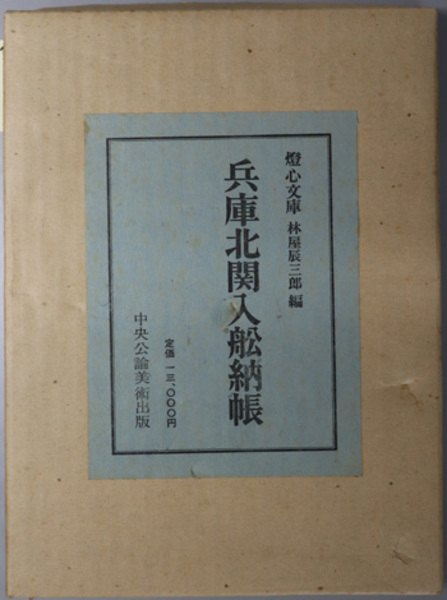 燈心文庫 林屋辰三郎 編
兵庫北関入舩納帳
定価 一三、〇〇〇円
中央公論美術出版